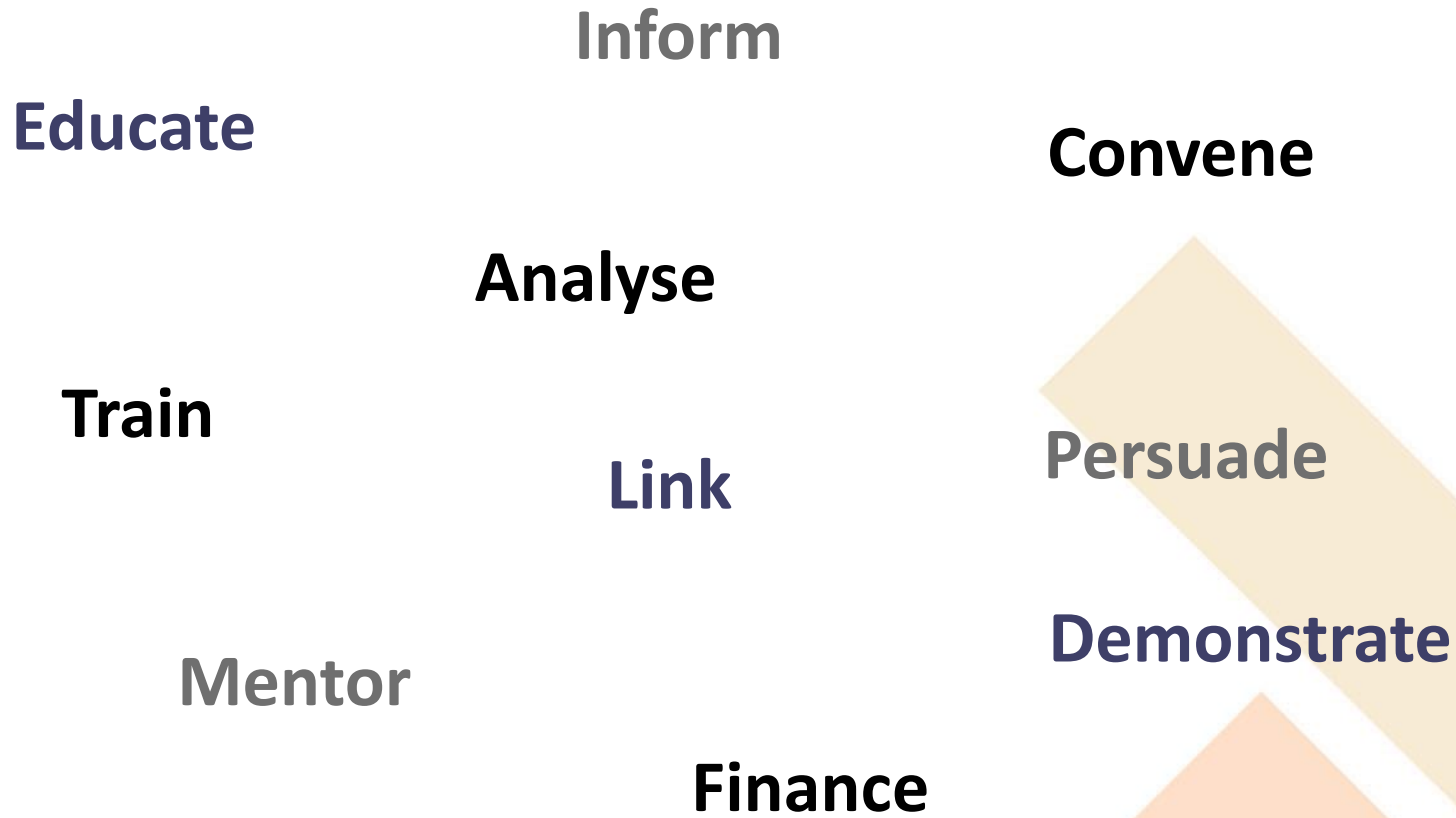 Inform
Educate
Convene
Analyse
Train
Persuade
Link
Demonstrate
Mentor
Finance